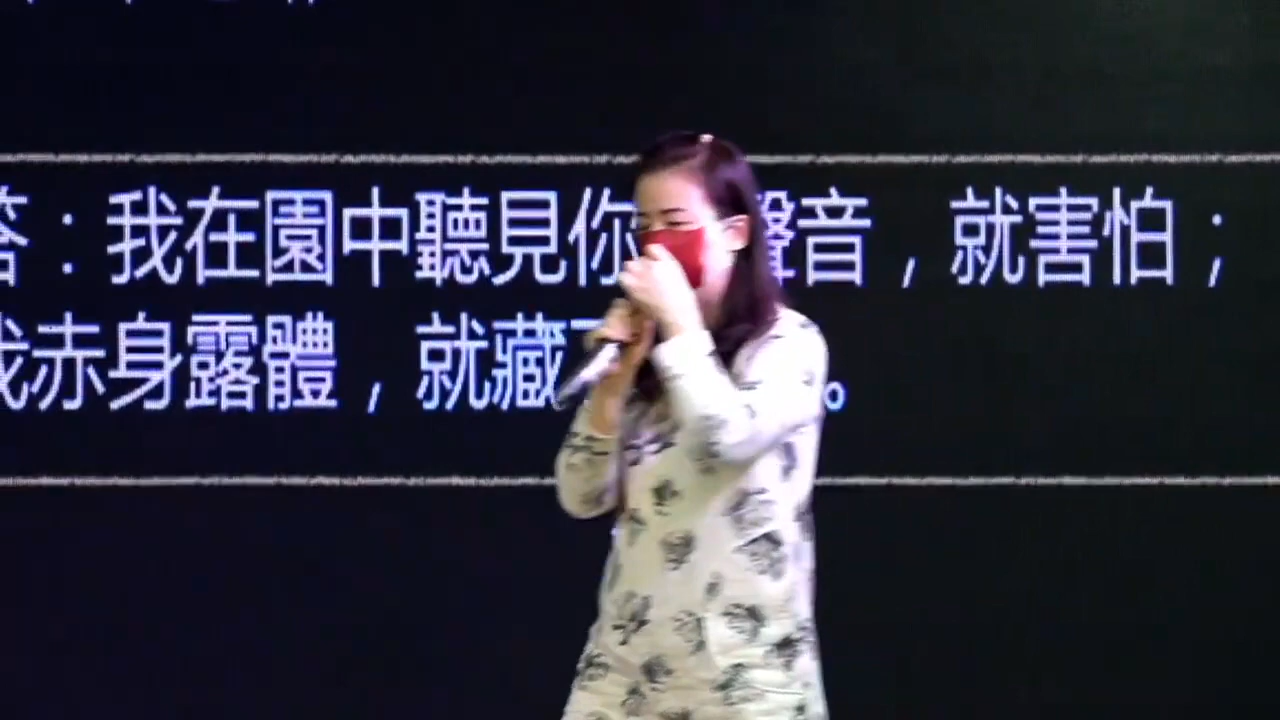 答：我在園中聽見你 聲音，就害怕；
我赤身露體，就藏 。